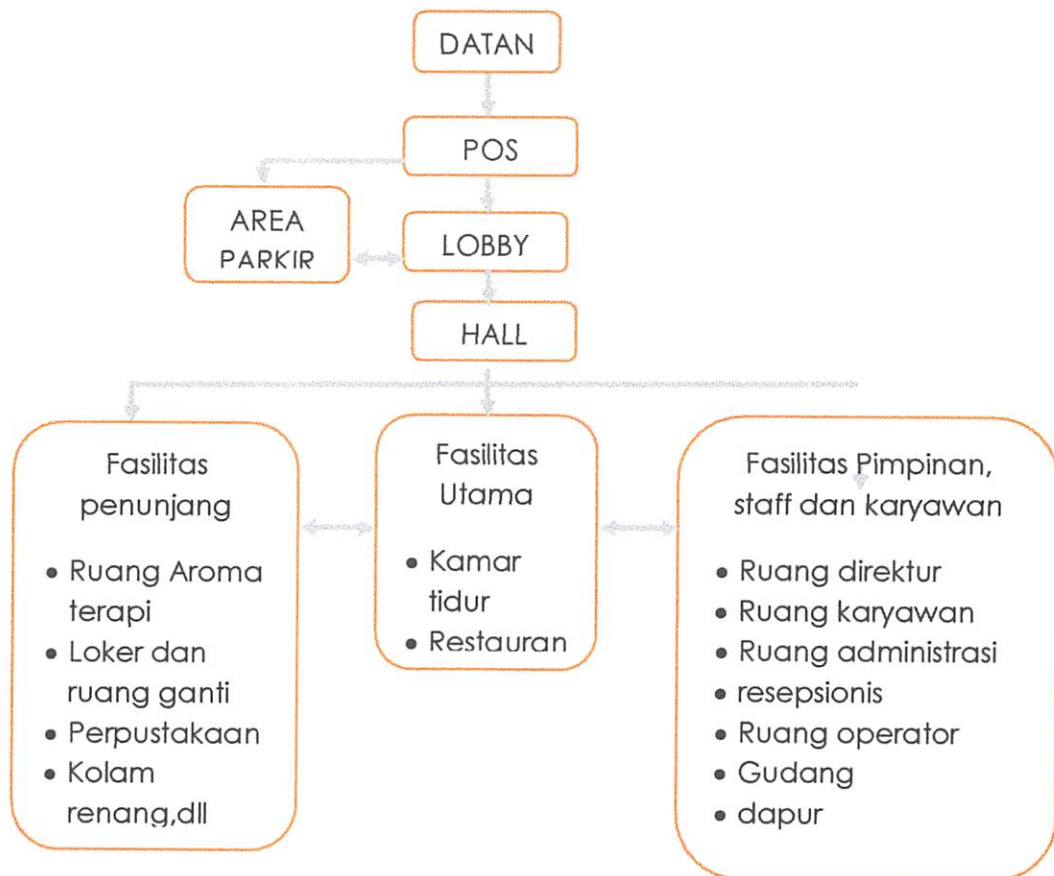 DATAN
POS
AREA
PARKIR
LOBBY
HALL
Fasilitas
penunjang
• Ruang Aroma
terapi
• Loker dan
ruang ganti
• Perpustakaan
• Kolam
renang,dll
Fasilitas
Utama
• Kamar
tidur
• Restauran
Fasilitas Pimpinan,
staff dan karyawan
• Ruang direktur
• Ruang karyawan
• Ruang administrasi
• resepsionis
• Ruang operator
• Gudang
• dapur